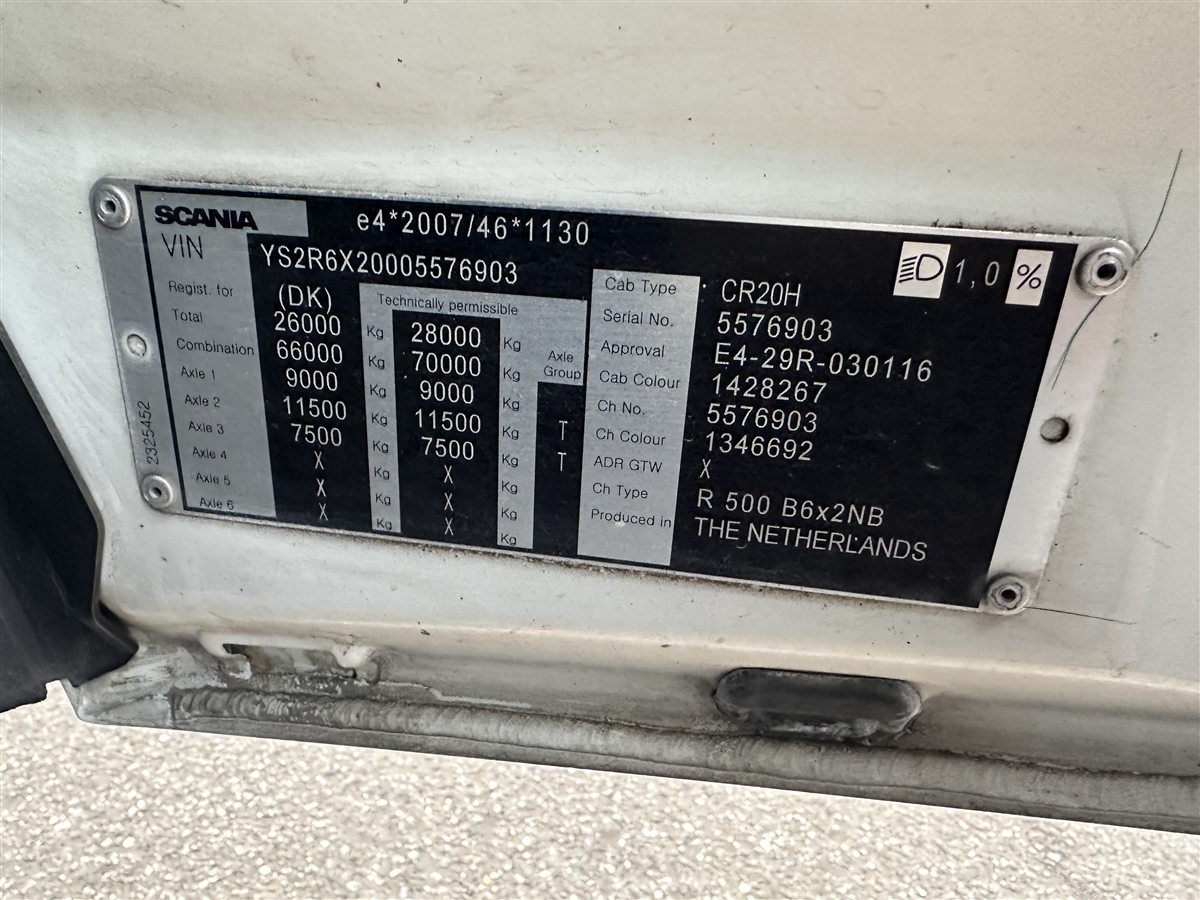 SCANIA e4*2007/46*1130
VIN YS2R6X20005576903
1,0 %
Regist. for (DK) Technically permissible
Total 26000 Kg 28000 Kg
Combination 66000 Kg 70000 Kg Axle Group
Axle 1 9000 Kg 9000 Kg
Axle 2 11500 Kg 11500 Kg T
Axle 3 7500 Kg 7500 Kg T
Axle 4 X Kg X Kg
Axle 5 X Kg X Kg
Axle 6 X Kg X Kg
Cab Type CR20H
Serial No. 5576903
Approval E4-29R-030116
Cab Colour 1428267
Ch No. 5576903
Ch Colour 1346692
ADR GTW X
Ch Type R 500 B6x2NB
Produced in THE NETHERLANDS
2325452